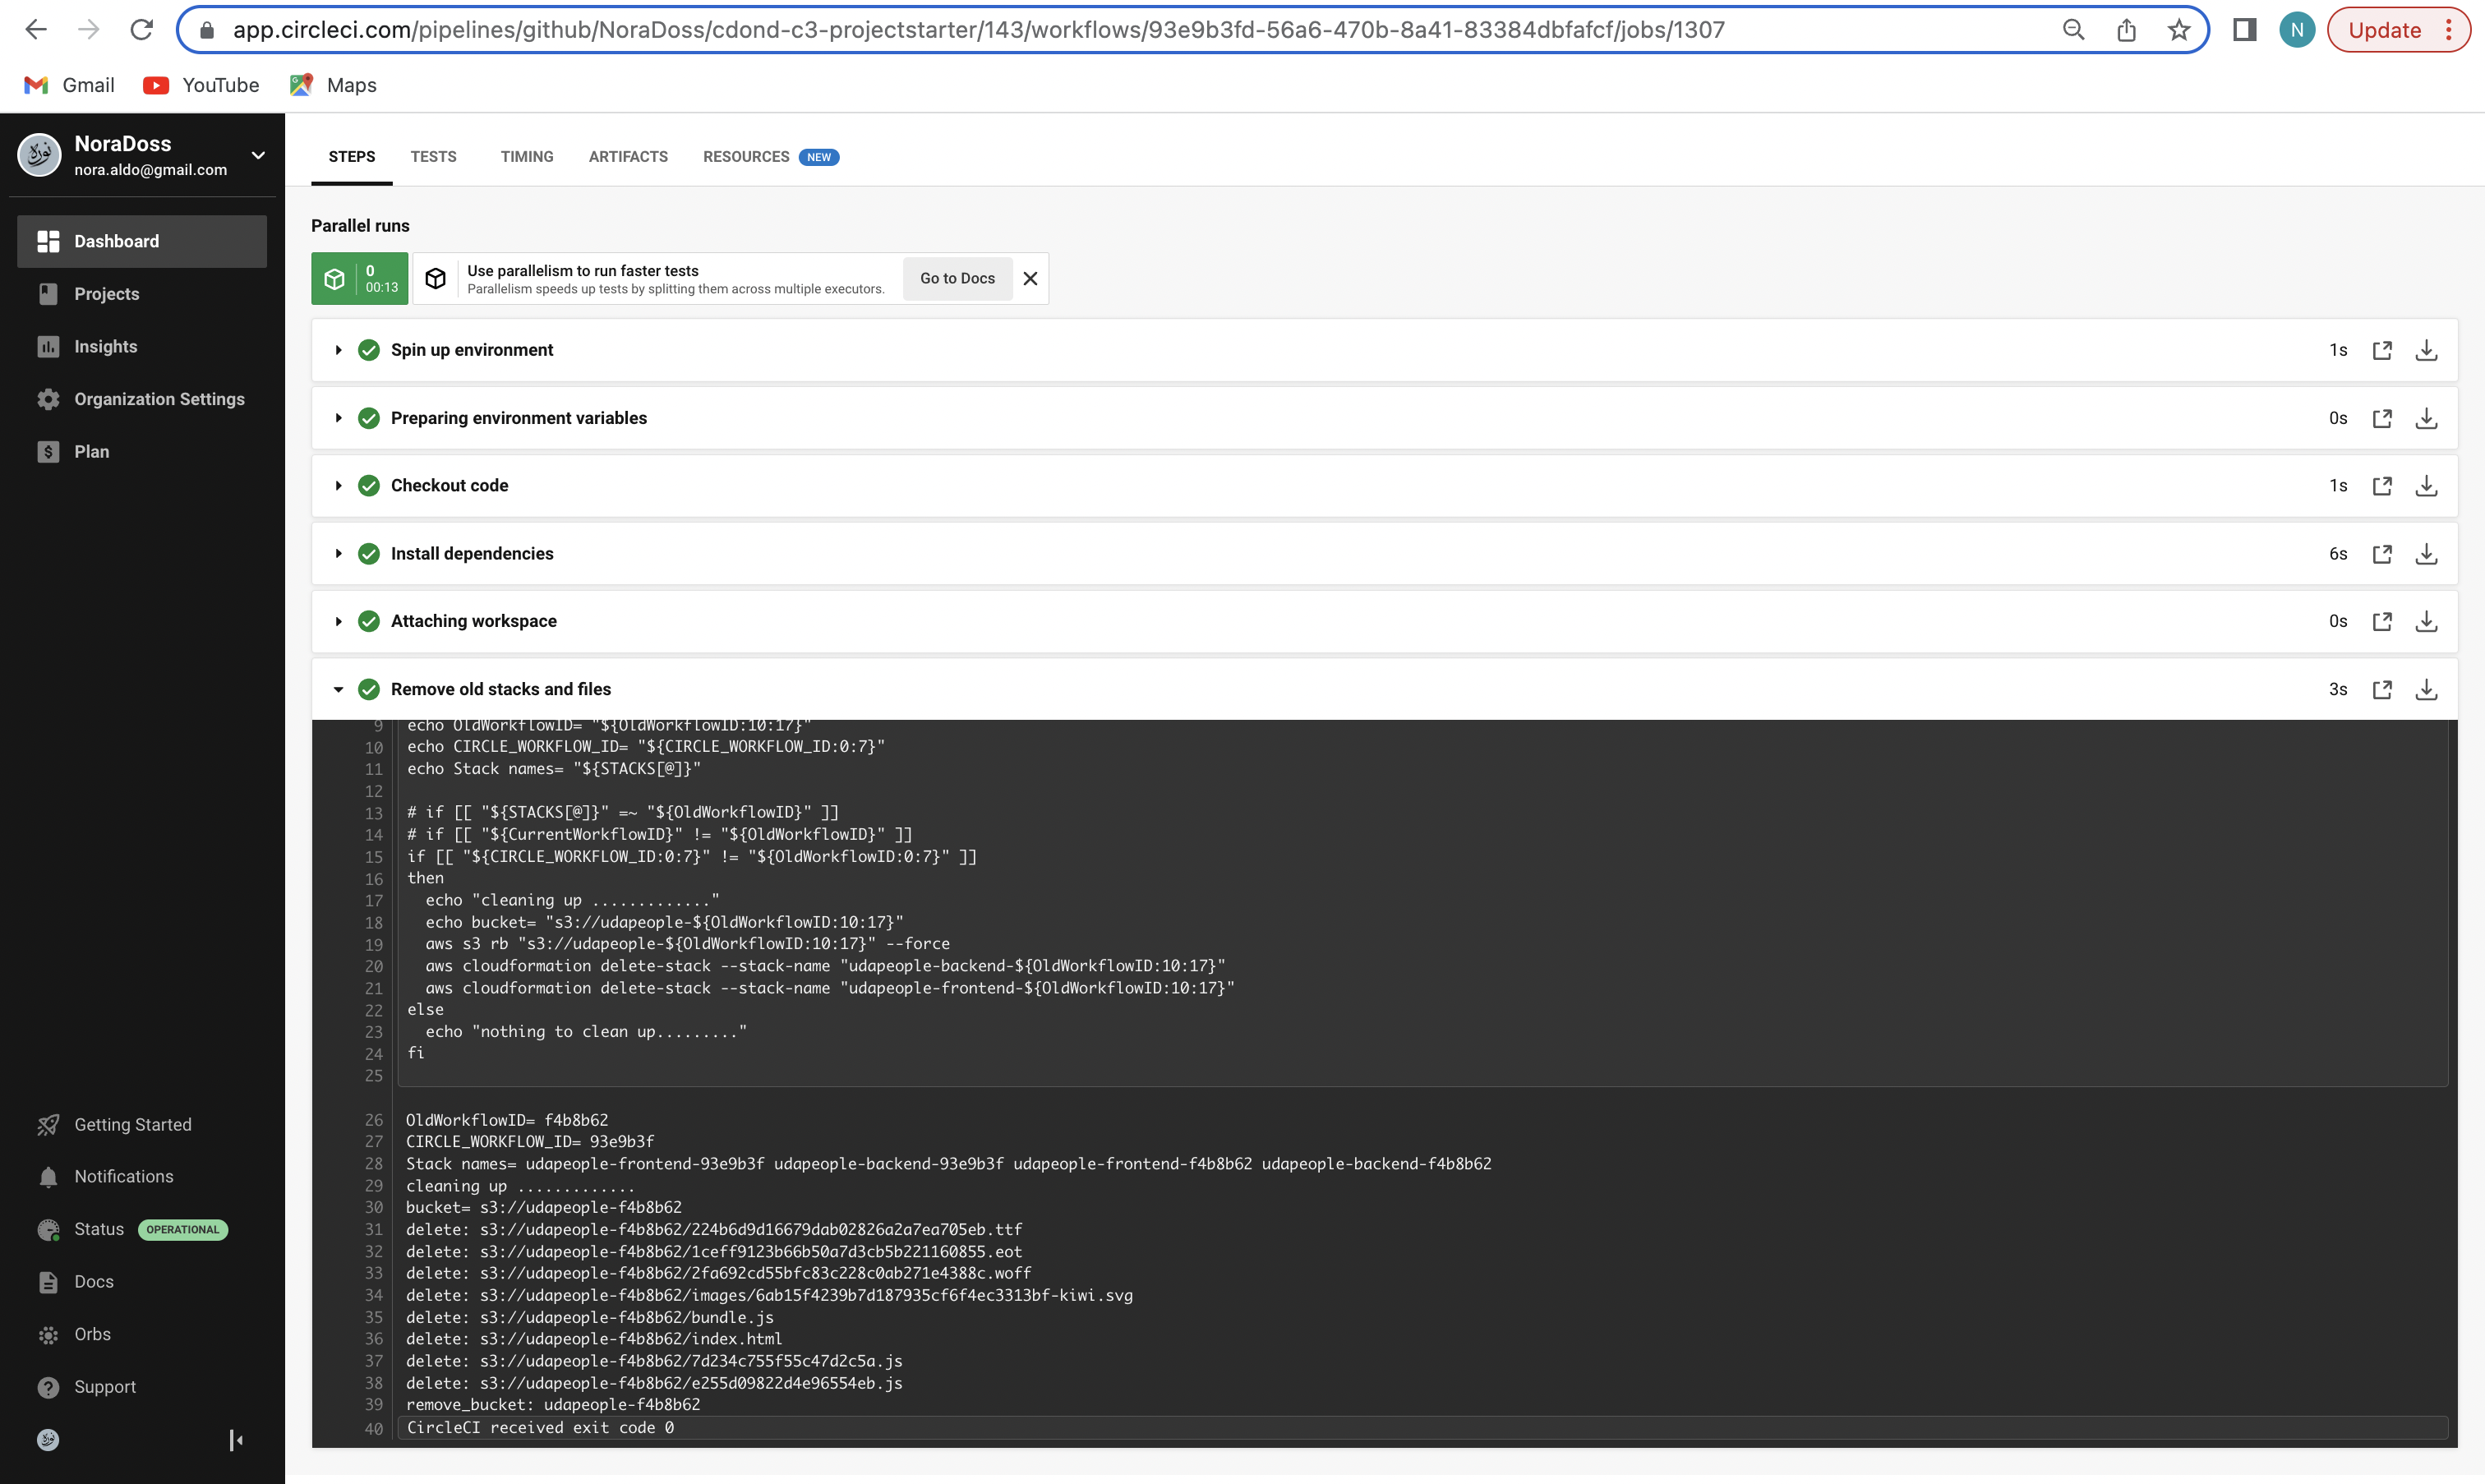 app.circleci.com/pipelines/github/NoraDoss/cdond-c3-projectstarter/143/workflows/93e9b3fd-56a6-470b-8a41-83384dbfafcf/jobs/1307
N
Update
Gmail
YouTube
Maps
NoraDoss
nora.aldo@gmail.com
Dashboard
Projects
Insights
Organization Settings
Plan
Getting Started
Notifications
Status OPERATIONAL
Docs
Orbs
Support
STEPS TESTS TIMING ARTIFACTS RESOURCES NEW
Parallel runs
0
00:13
Use parallelism to run faster tests
Parallelism speeds up tests by splitting them across multiple executors.
Go to Docs
Spin up environment 1s
Preparing environment variables 0s
Checkout code 1s
Install dependencies 6s
Attaching workspace 0s
Remove old stacks and files 3s
9 echo OldWorkflowID= "${OldWorkflowID:10:17}"
10 echo CIRCLE_WORKFLOW_ID= "${CIRCLE_WORKFLOW_ID:0:7}"
11 echo Stack names= "${STACKS[@]}"
12
13 # if [[ "${STACKS[@]}" =~ "${OldWorkflowID}" ]]
14 # if [[ "${CurrentWorkflowID}" != "${OldWorkflowID}" ]]
15 if [[ "${CIRCLE_WORKFLOW_ID:0:7}" != "${OldWorkflowID:0:7}" ]]
16 then
17 echo "cleaning up ............."
18 echo bucket= "s3://udapeople-${OldWorkflowID:10:17}"
19 aws s3 rb "s3://udapeople-${OldWorkflowID:10:17}" --force
20 aws cloudformation delete-stack --stack-name "udapeople-backend-${OldWorkflowID:10:17}"
21 aws cloudformation delete-stack --stack-name "udapeople-frontend-${OldWorkflowID:10:17}"
22 else
23 echo "nothing to clean up........."
24 fi
25
26 OldWorkflowID= f4b8b62
27 CIRCLE_WORKFLOW_ID= 93e9b3f
28 Stack names= udapeople-frontend-93e9b3f udapeople-backend-93e9b3f udapeople-frontend-f4b8b62 udapeople-backend-f4b8b62
29 cleaning up .............
30 bucket= s3://udapeople-f4b8b62
31 delete: s3://udapeople-f4b8b62/224b6d9d16679dab02826a2a7ea705eb.ttf
32 delete: s3://udapeople-f4b8b62/1ceff9123b66b50a7d3cb5b221160855.eot
33 delete: s3://udapeople-f4b8b62/2fa692cd55bfc83c228c0ab271e4388c.woff
34 delete: s3://udapeople-f4b8b62/images/6ab15f4239b7d187935cf6f4ec3313bf-kiwi.svg
35 delete: s3://udapeople-f4b8b62/bundle.js
36 delete: s3://udapeople-f4b8b62/index.html
37 delete: s3://udapeople-f4b8b62/7d234c755f55c47d2c5a.js
38 delete: s3://udapeople-f4b8b62/e255d09822d4e96554eb.js
39 remove_bucket: udapeople-f4b8b62
40 CircleCI received exit code 0